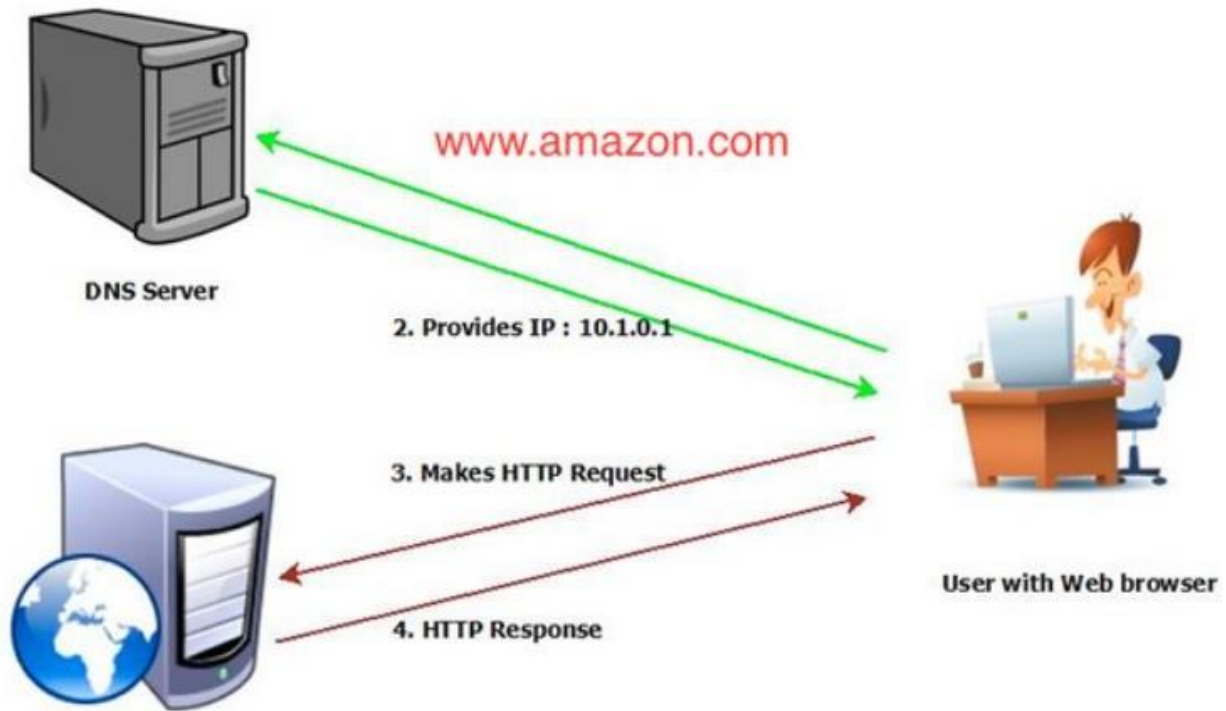 www.amazon.com
DNS Server
2. Provides IP : 10.1.0.1
3. Makes HTTP Request
User with Web browser
4. HTTP Response